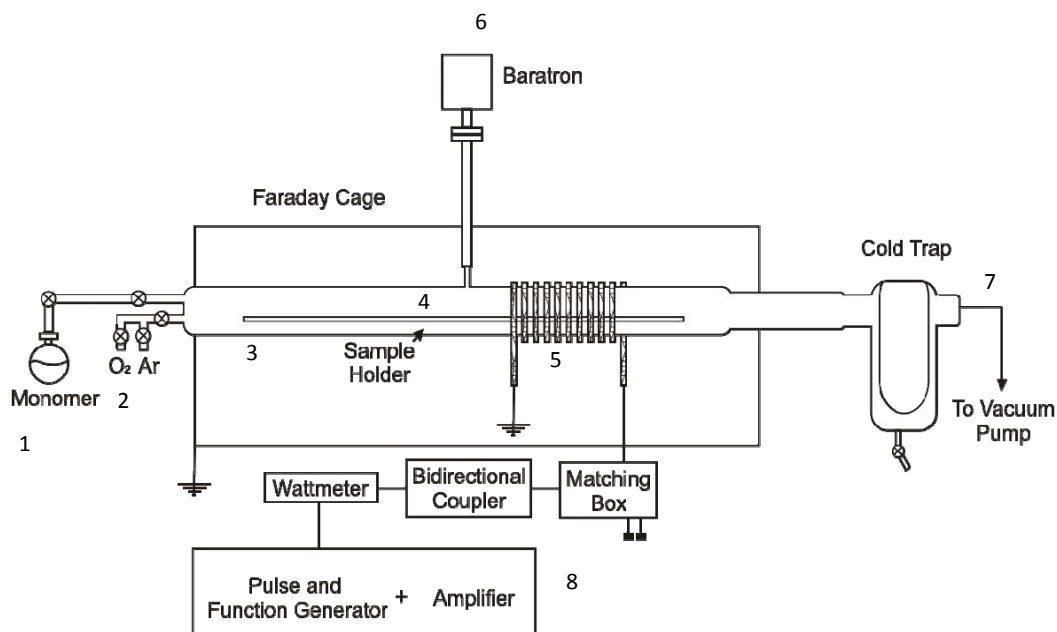 6
Baratron
Faraday Cage
Cold Trap
7
4
3
Sample
Holder
5
O₂ Ar
Monomer
2
1
To Vacuum
Pump
Wattmeter
Bidirectional
Coupler
Matching
Box
Pulse and
Function Generator + Amplifier
8